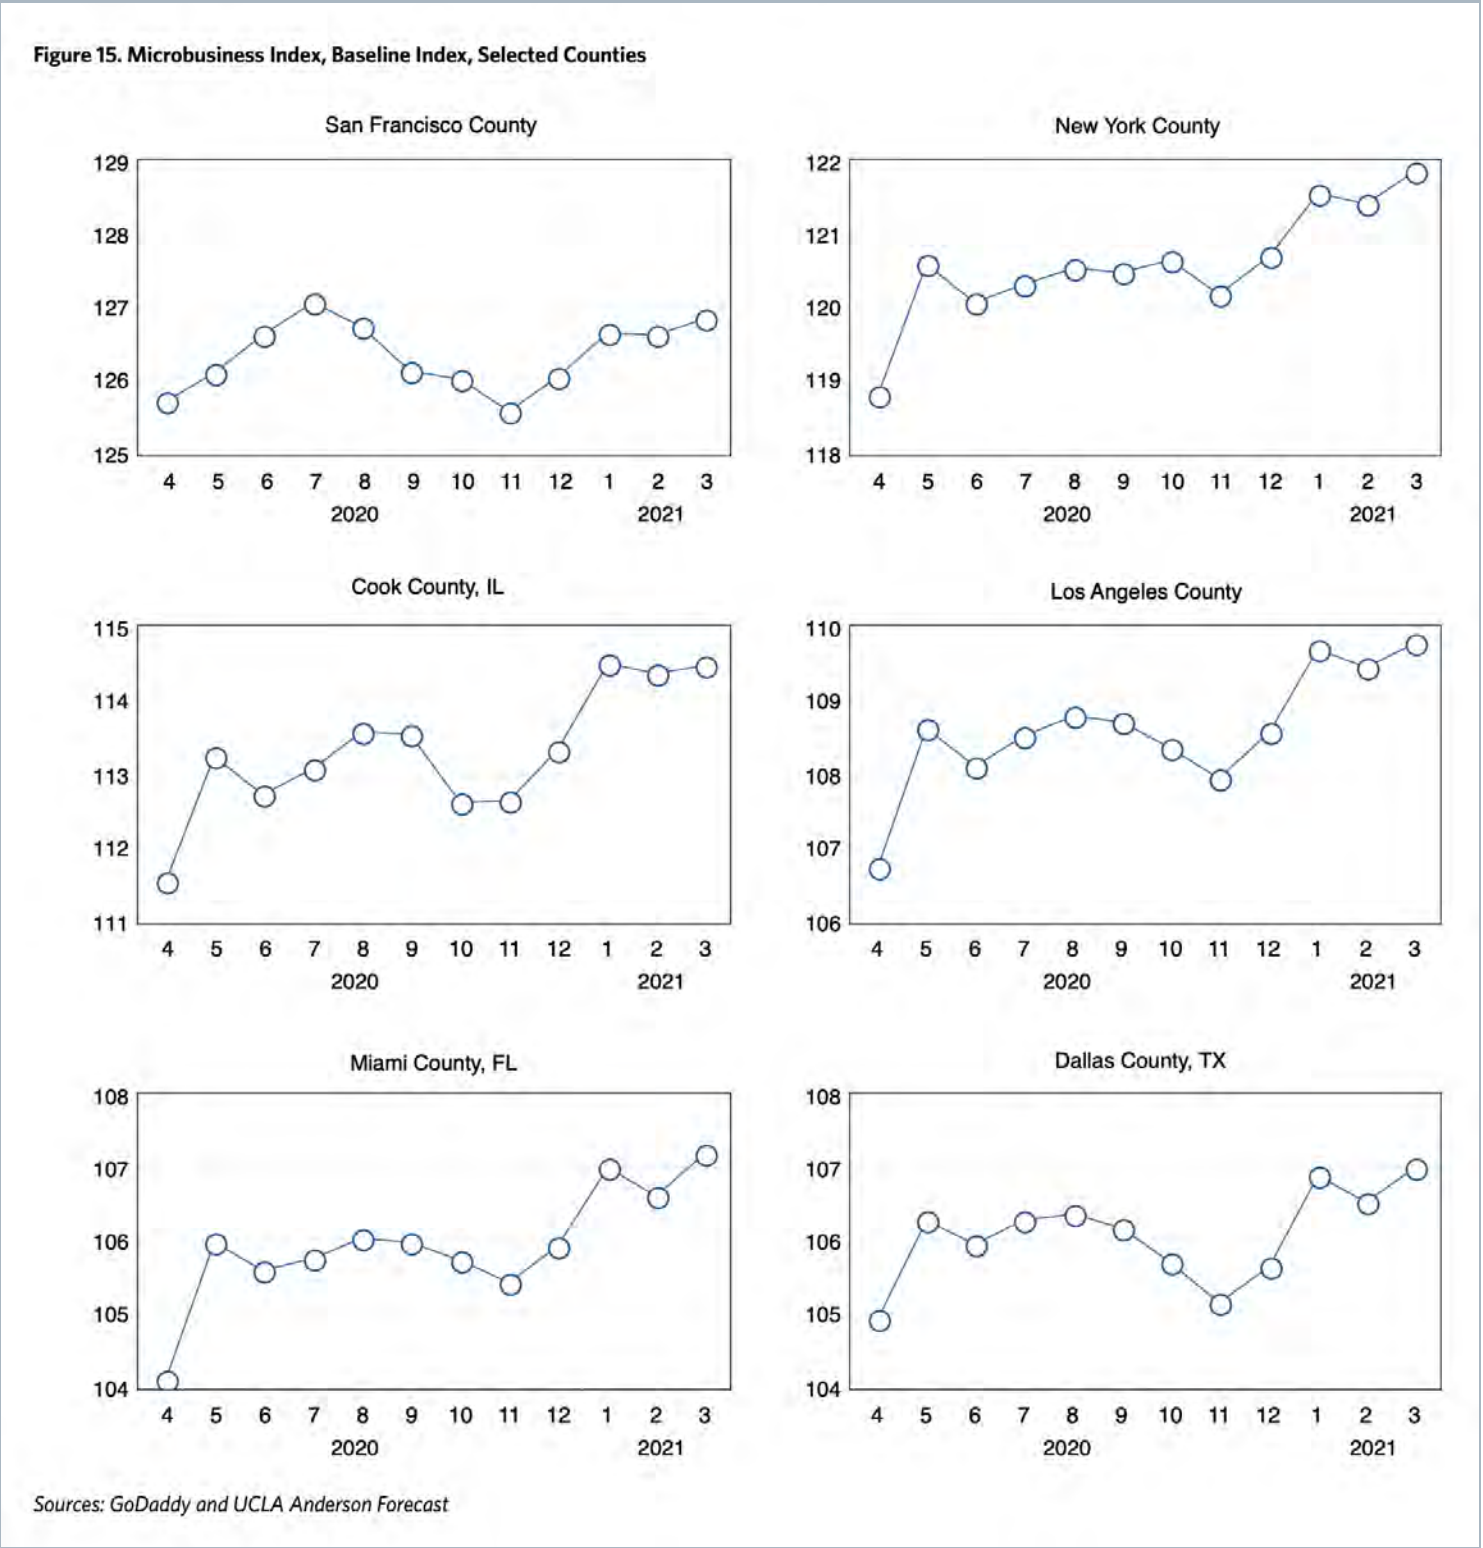 Figure 15. Microbusiness Index, Baseline Index, Selected Counties
San Francisco County
129
128
127
126
125
4 5 6 7 8 9 10 11 12 1 2 3
2020 2021
New York County
122
121
120
119
118
4 5 6 7 8 9 10 11 12 1 2 3
2020 2021
Cook County, IL
115
114
113
112
111
4 5 6 7 8 9 10 11 12 1 2 3
2020 2021
Los Angeles County
110
109
108
107
106
4 5 6 7 8 9 10 11 12 1 2 3
2020 2021
Miami County, FL
108
107
106
105
104
4 5 6 7 8 9 10 11 12 1 2 3
2020 2021
Dallas County, TX
108
107
106
105
104
4 5 6 7 8 9 10 11 12 1 2 3
2020 2021
Sources: GoDaddy and UCLA Anderson Forecast